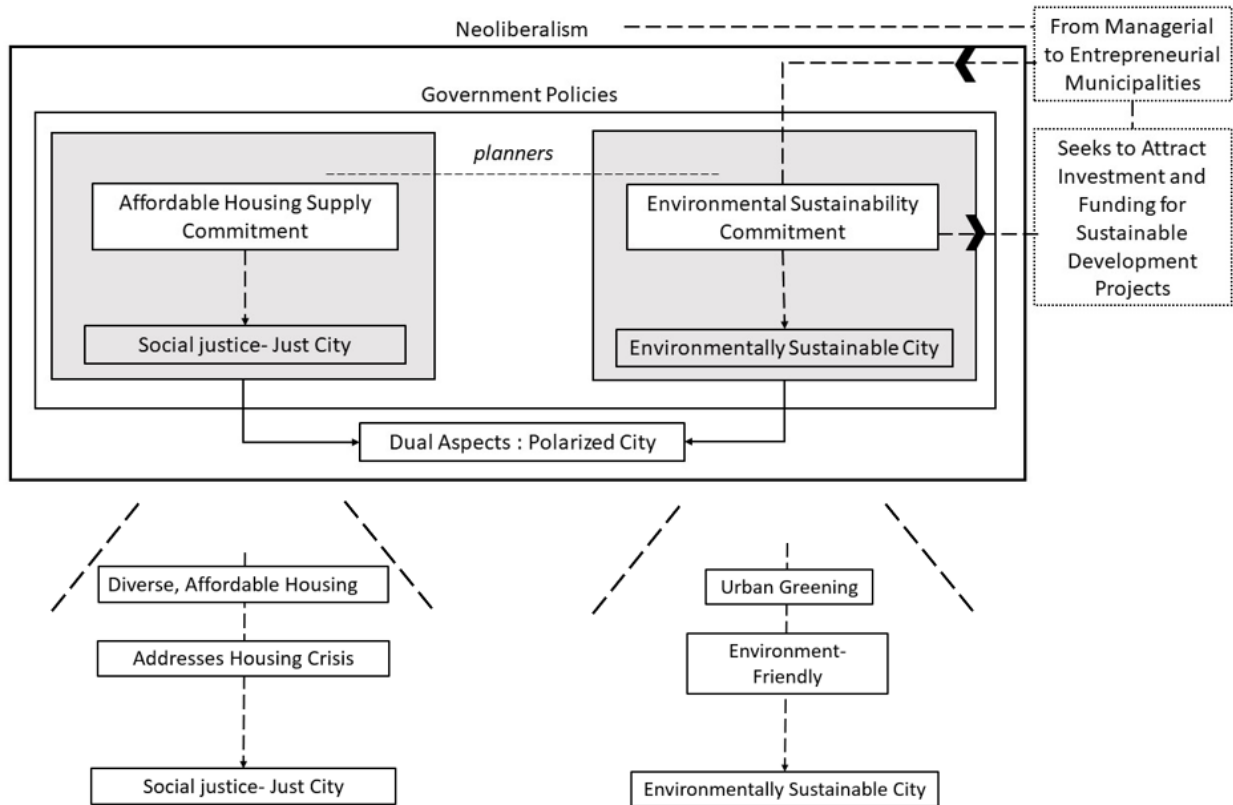 Neoliberalism
From Managerial
to Entrepreneurial
Municipalities
Government Policies
planners
Seeks to Attract
Investment and
Funding for
Sustainable
Development
Projects
Affordable Housing Supply
Commitment
Environmental Sustainability
Commitment
Social justice- Just City
Environmentally Sustainable City
Dual Aspects : Polarized City
Diverse, Affordable Housing
Urban Greening
Addresses Housing Crisis
Environment-
Friendly
Social justice- Just City
Environmentally Sustainable City